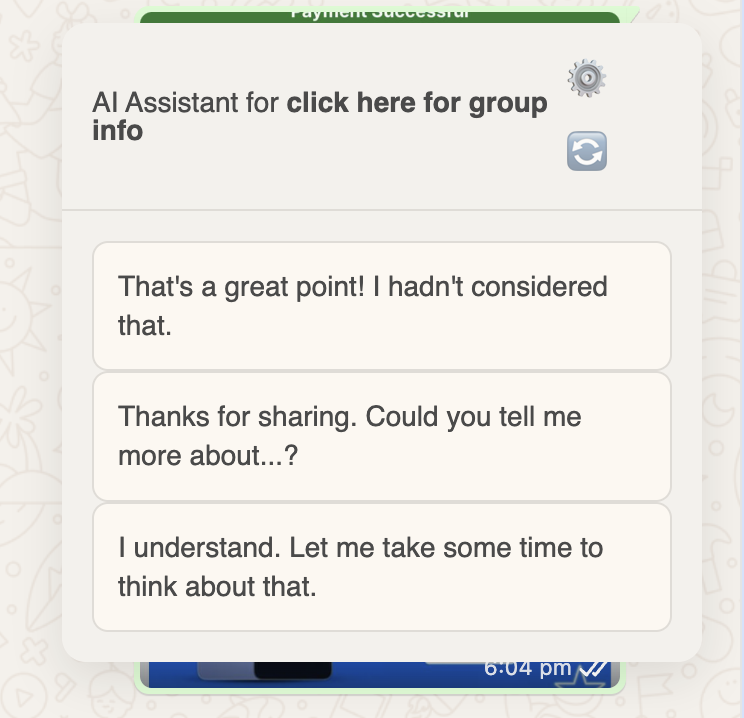 Payment Successful
AI Assistant for click here for group
info
That's a great point! I hadn't considered
that.
Thanks for sharing. Could you tell me
more about...?
I understand. Let me take some time to
think about that.
6:04 pm